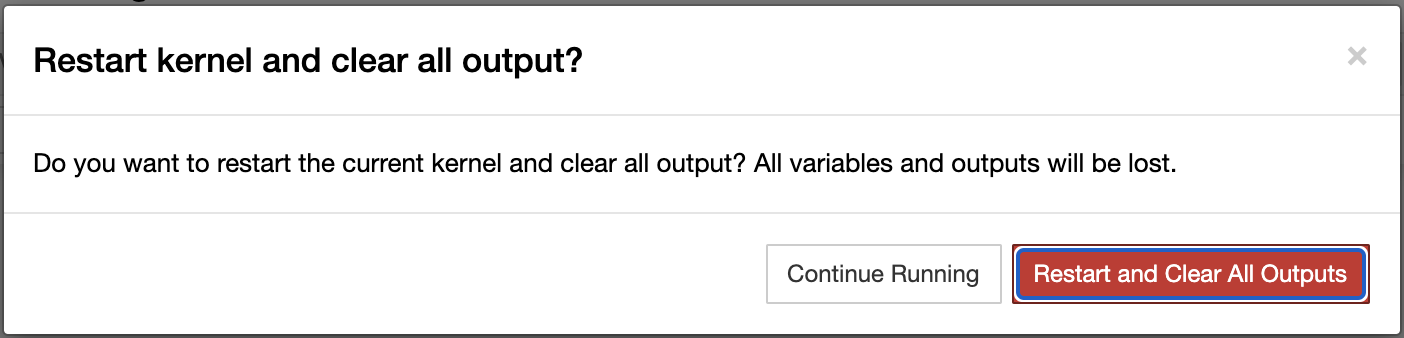 Restart kernel and clear all output?
×
Do you want to restart the current kernel and clear all output? All variables and outputs will be lost.
Continue Running
Restart and Clear All Outputs